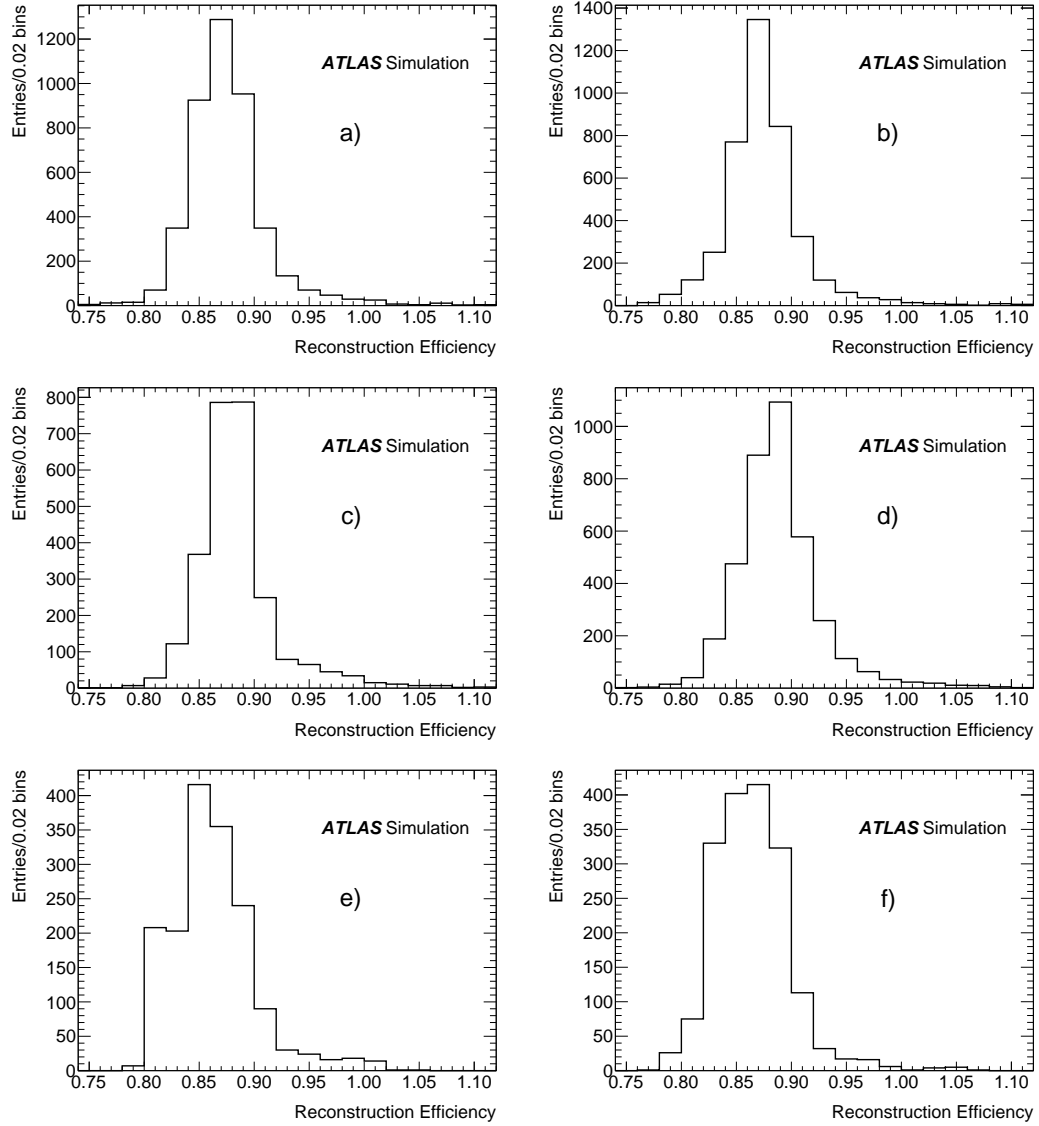 Entries/0.02 bins
1200
1000
800
600
400
200
0
ATLAS Simulation
a)
0.75 0.80 0.85 0.90 0.95 1.00 1.05 1.10
Reconstruction Efficiency
Entries/0.02 bins
1400
1200
1000
800
600
400
200
0
ATLAS Simulation
b)
0.75 0.80 0.85 0.90 0.95 1.00 1.05 1.10
Reconstruction Efficiency
Entries/0.02 bins
800
700
600
500
400
300
200
100
0
ATLAS Simulation
c)
0.75 0.80 0.85 0.90 0.95 1.00 1.05 1.10
Reconstruction Efficiency
Entries/0.02 bins
1000
800
600
400
200
0
ATLAS Simulation
d)
0.75 0.80 0.85 0.90 0.95 1.00 1.05 1.10
Reconstruction Efficiency
Entries/0.02 bins
400
350
300
250
200
150
100
50
0
ATLAS Simulation
e)
0.75 0.80 0.85 0.90 0.95 1.00 1.05 1.10
Reconstruction Efficiency
Entries/0.02 bins
400
350
300
250
200
150
100
50
0
ATLAS Simulation
f)
0.75 0.80 0.85 0.90 0.95 1.00 1.05 1.10
Reconstruction Efficiency